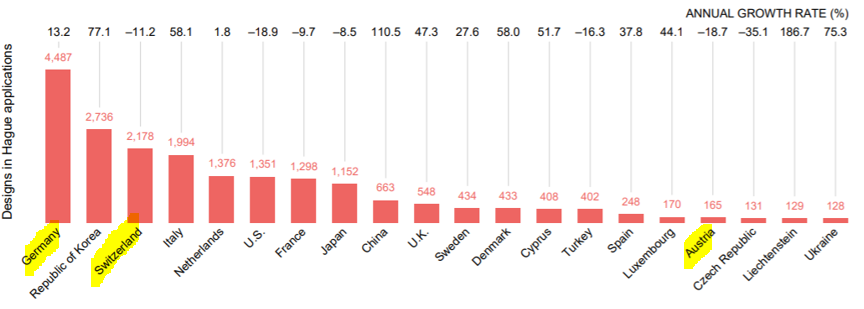 ANNUAL GROWTH RATE (%)
13.2 77.1 –11.2 58.1 1.8 –18.9 –9.7 –8.5 110.5 47.3 27.6 58.0 51.7 –16.3 37.8 44.1 –18.7 –35.1 186.7 75.3
Designs in Hague applications
4,487 2,736 2,178 1,994 1,376 1,351 1,298 1,152 663 548 434 433 408 402 248 170 165 131 129 128
Germany
Republic of Korea
Switzerland
Italy
Netherlands
U.S.
France
Japan
China
U.K.
Sweden
Denmark
Cyprus
Turkey
Spain
Luxembourg
Austria
Czech Republic
Liechtenstein
Ukraine